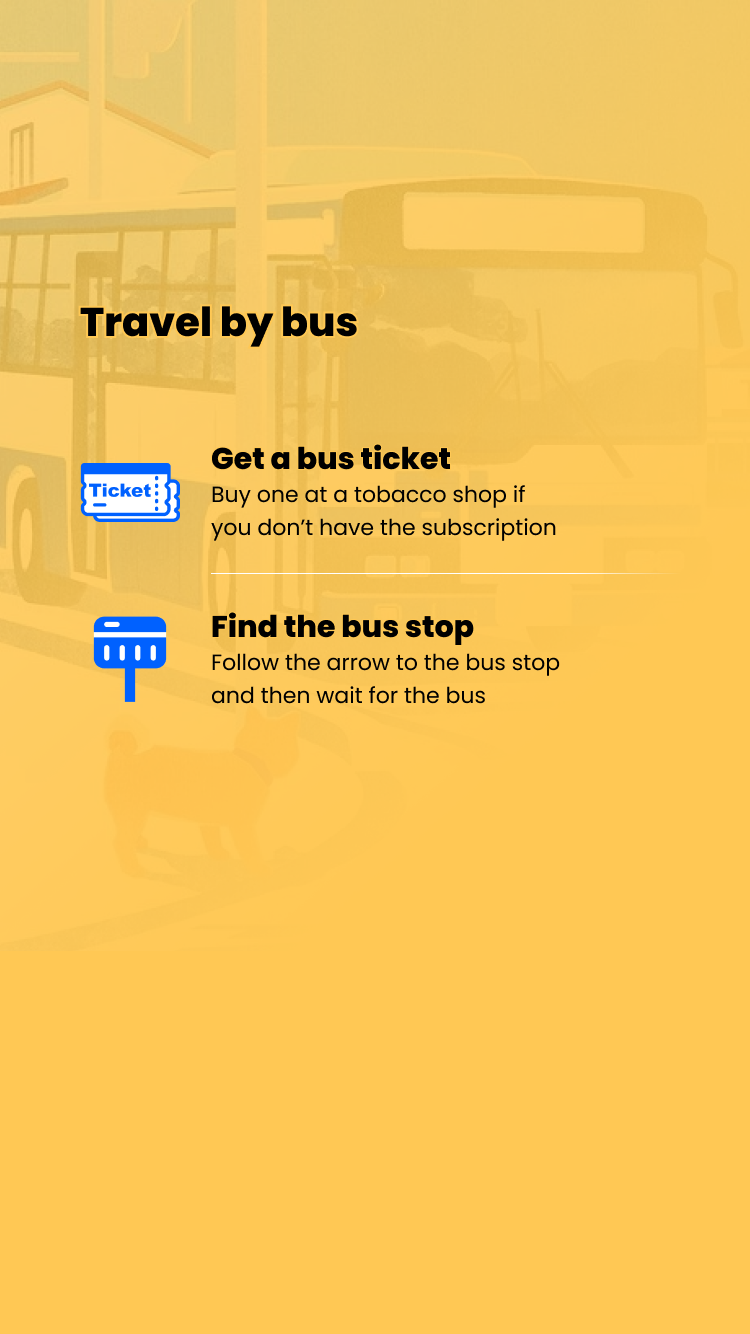 Travel by bus
Get a bus ticket
Ticket
Buy one at a tobacco shop if
you don’t have the subscription
Find the bus stop
Follow the arrow to the bus stop
and then wait for the bus